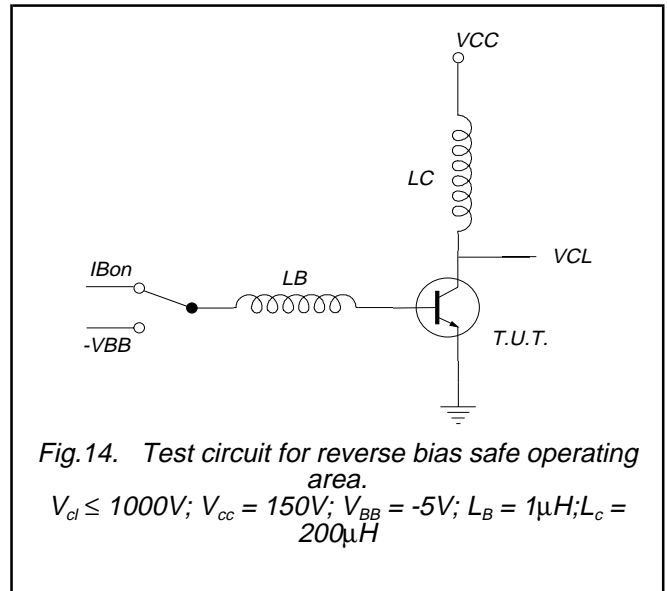 VCC
LC
VCL
IBon
LB
-VBB
T.U.T.
Fig.14. Test circuit for reverse bias safe operating
area.
Vcl ≤ 1000V; Vcc = 150V; VBB = -5V; LB = 1μH;Lc =
200μH